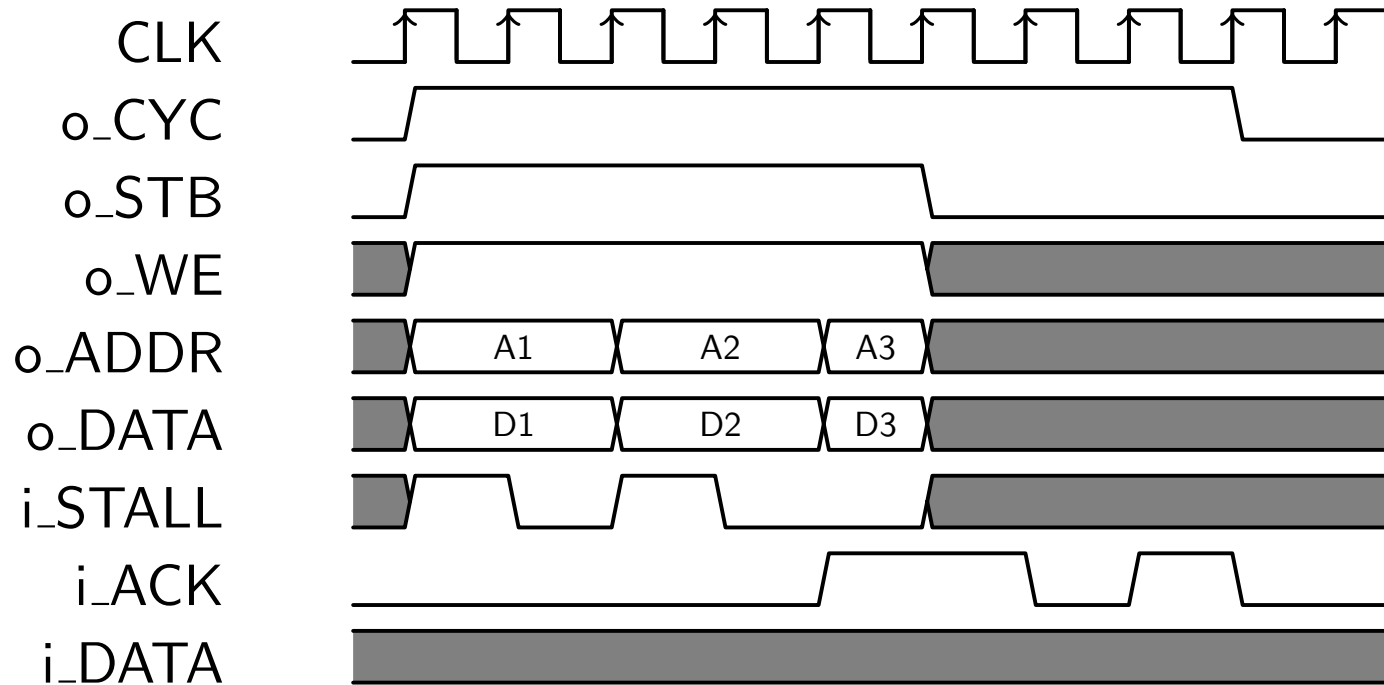 CLK
o_CYC
o_STB
o_WE
o_ADDR A1 A2 A3
o_DATA D1 D2 D3
i_STALL
i_ACK
i_DATA